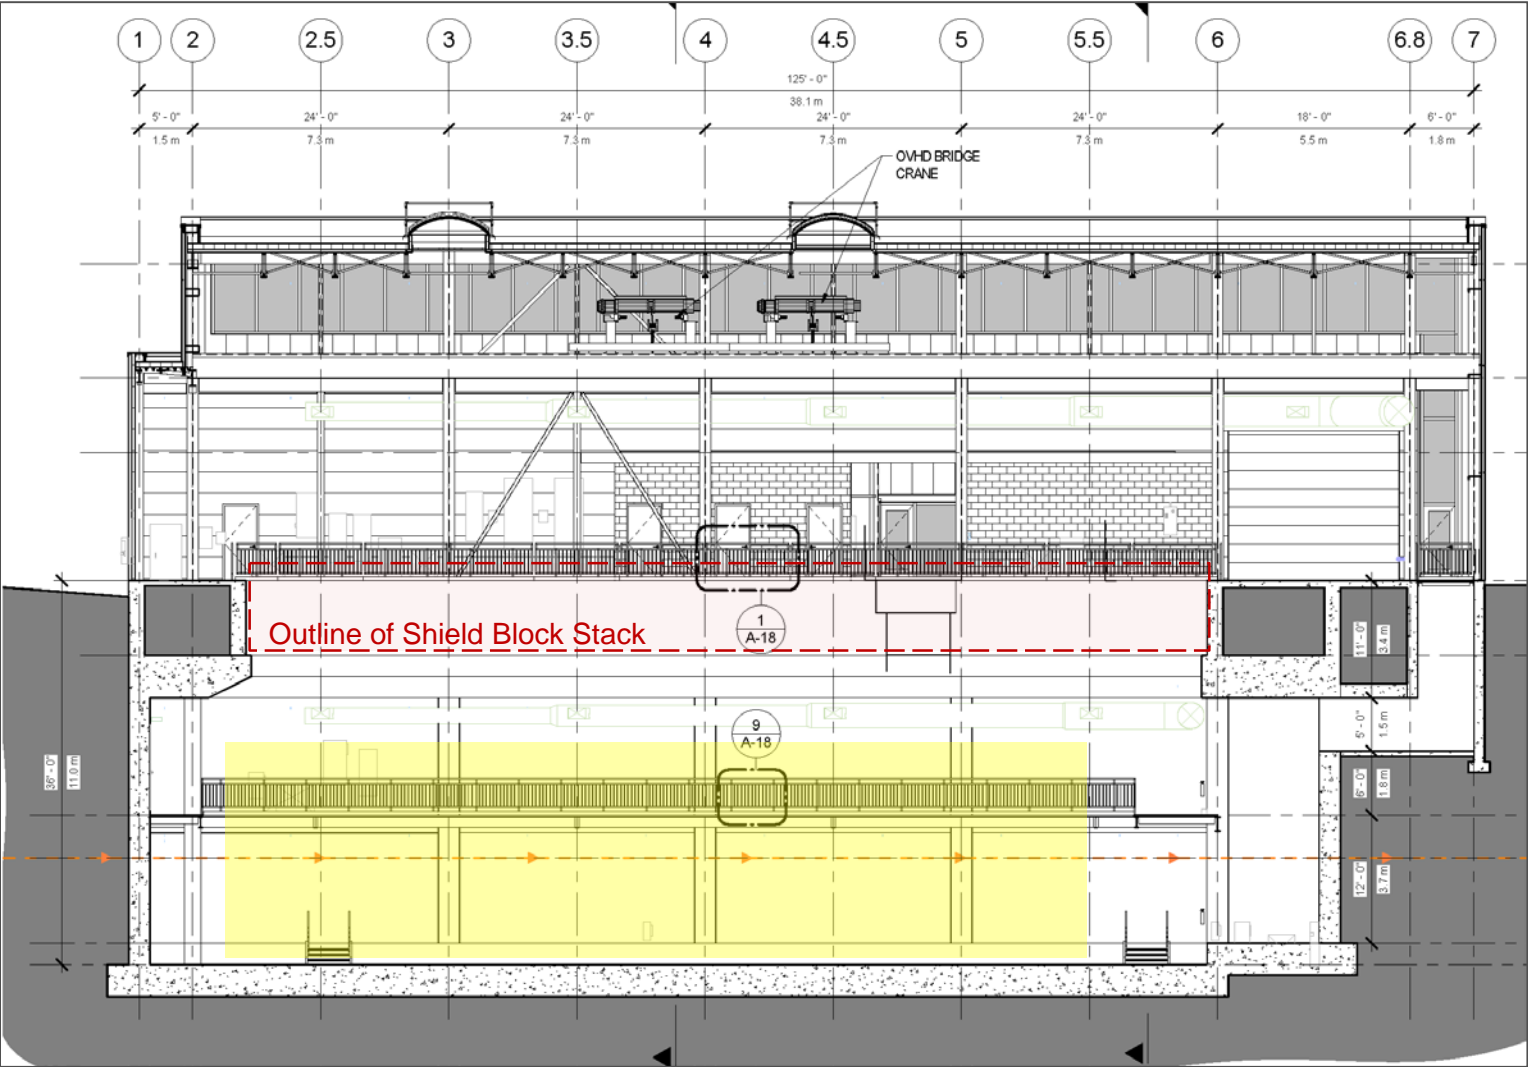 1 2 2.5 3 3.5 4 4.5 5 5.5 6 6.8 7
125' - 0"
38.1 m
5' - 0" 24' - 0" 24' - 0" 24' - 0" 24' - 0" 18' - 0" 6' - 0"
1.5 m 7.3 m 7.3 m 7.3 m 7.3 m 5.5 m 1.8 m
OVHD BRIDGE
CRANE
Outline of Shield Block Stack
1
A-18
11' - 0"
3.4 m
9
A-18
5' - 0"
1.5 m
36' - 0"
11.0 m
6' - 0"
1.8 m
12' - 0"
3.7 m